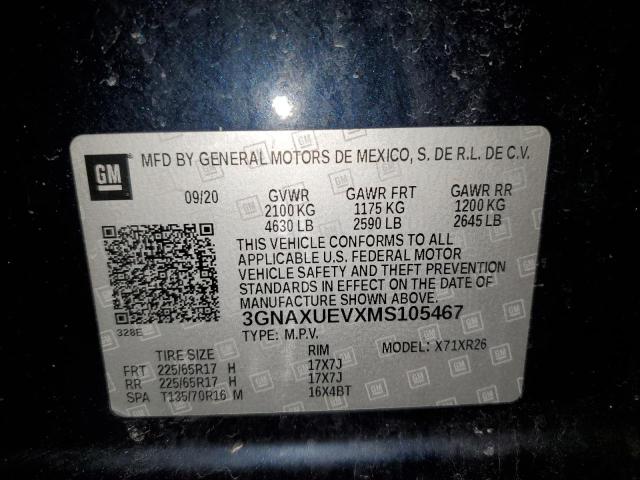 GM
MFD BY GENERAL MOTORS DE MEXICO, S. DE R.L. DE C.V.
09/20 GVWR GAWR FRT GAWR RR
2100 KG 1175 KG 1200 KG
4630 LB 2590 LB 2645 LB
THIS VEHICLE CONFORMS TO ALL
APPLICABLE U.S. FEDERAL MOTOR
VEHICLE SAFETY AND THEFT PREVENTION
STANDARDS IN EFFECT ON THE DATE OF
MANUFACTURE SHOWN ABOVE.
328E
3GNAXUEVXMS105467
TYPE: M.P.V. MODEL: X71XR26
TIRE SIZE RIM
FRT 225/65R17 H 17X7J
RR 225/65R17 H 17X7J
SPA T135/70R16 M 16X4BT